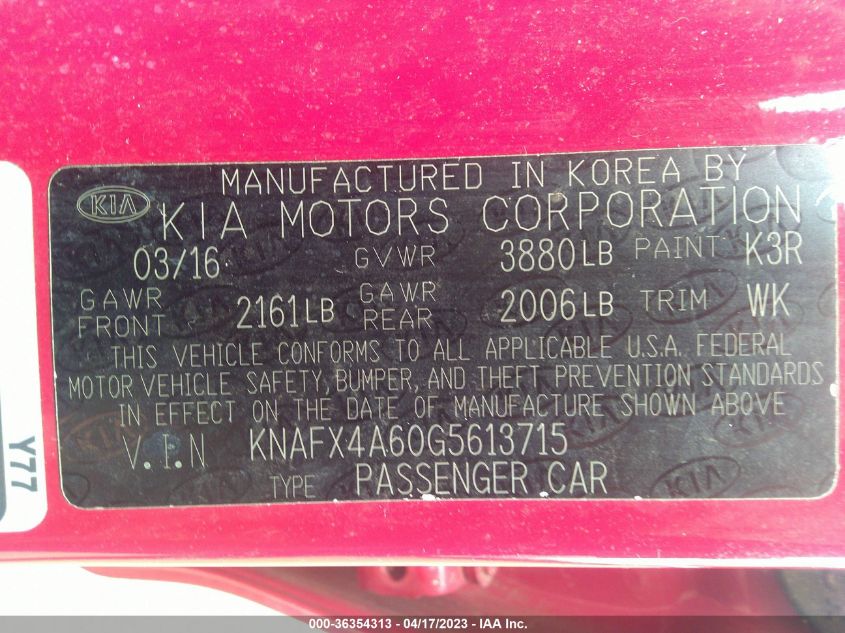 MANUFACTURED IN KOREA BY
KIA KIA MOTORS CORPORATION
03/16 GVWR 3880LB PAINT K3R
GAWR FRONT 2161LB GAWR REAR 2006LB TRIM WK
THIS VEHICLE CONFORMS TO ALL APPLICABLE U.S.A. FEDERAL
MOTOR VEHICLE SAFETY, BUMPER, AND THEFT PREVENTION STANDARDS
IN EFFECT ON THE DATE OF MANUFACTURE SHOWN ABOVE
V.I.N KNAFX4A60G5613715
TYPE PASSENGER CAR
Y77
000-36354313 - 04/17/2023 - IAA Inc.